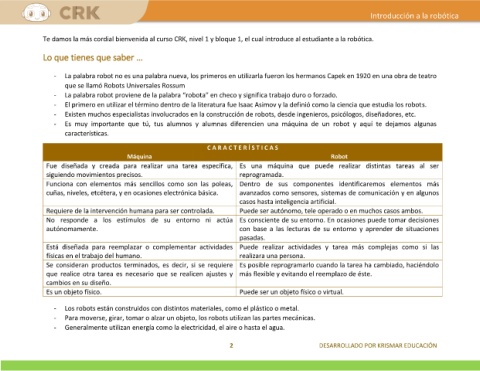 CRK
Introducción a la robótica
Te damos la más cordial bienvenida al curso CRK, nivel 1 y bloque 1, el cual introduce al estudiante a la robótica.
Lo que tienes que saber …
- La palabra robot no es una palabra nueva, los primeros en utilizarla fueron los hermanos Capek en 1920 en una obra de teatro
que se llamó Robots Universales Rossum
- La palabra robot proviene de la palabra “robota” en checo y significa trabajo duro o forzado.
- El primero en utilizar el término dentro de la literatura fue Isaac Asimov y la definió como la ciencia que estudia los robots.
- Existen muchos especialistas involucrados en la construcción de robots, desde ingenieros, psicólogos, diseñadores, etc.
- Es muy importante que tú, tus alumnos y alumnas diferencien una máquina de un robot y aquí te dejamos algunas
características.
CARACTERÍSTICAS
Máquina Robot
Fue diseñada y creada para realizar una tarea específica,
siguiendo movimientos precisos.
Es una máquina que puede realizar distintas tareas al ser
reprogramada.
Funciona con elementos más sencillos como son las poleas,
cuñas, niveles, etcétera, y en ocasiones electrónica básica.
Dentro de sus componentes identificaremos elementos más
avanzados como sensores, sistemas de comunicación y en algunos
casos hasta inteligencia artificial.
Requiere de la intervención humana para ser controlada.
Puede ser autónomo, tele operado o en muchos casos ambos.
No responde a los estímulos de su entorno ni actúa
autónomamente.
Es consciente de su entorno. En ocasiones puede tomar decisiones
con base a las lecturas de su entorno y aprender de situaciones
pasadas.
Está diseñada para reemplazar o complementar actividades
físicas en el trabajo del humano.
Puede realizar actividades y tarea más complejas como si las
realizara una persona.
Se consideran productos terminados, es decir, si se requiere
que realice otra tarea es necesario que se realicen ajustes y
cambios en su diseño.
Es posible reprogramarlo cuando la tarea ha cambiado, haciéndolo
más flexible y evitando el reemplazo de éste.
Es un objeto físico.
Puede ser un objeto físico o virtual.
- Los robots están construidos con distintos materiales, como el plástico o metal.
- Para moverse, girar, tomar o alzar un objeto, los robots utilizan las partes mecánicas.
- Generalmente utilizan energía como la electricidad, el aire o hasta el agua.
2 DESARROLLADO POR KRISMAR EDUCACIÓN